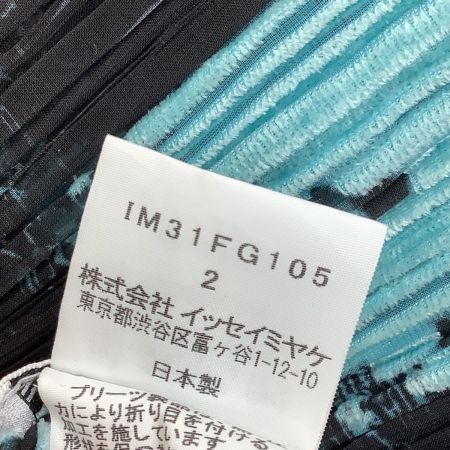 IM31FG105
2
株式会社 イッセイミヤケ
東京都渋谷区富ヶ谷1-12-10
日本製
プリーツ製
力により折り目を付ける
加工を施しています